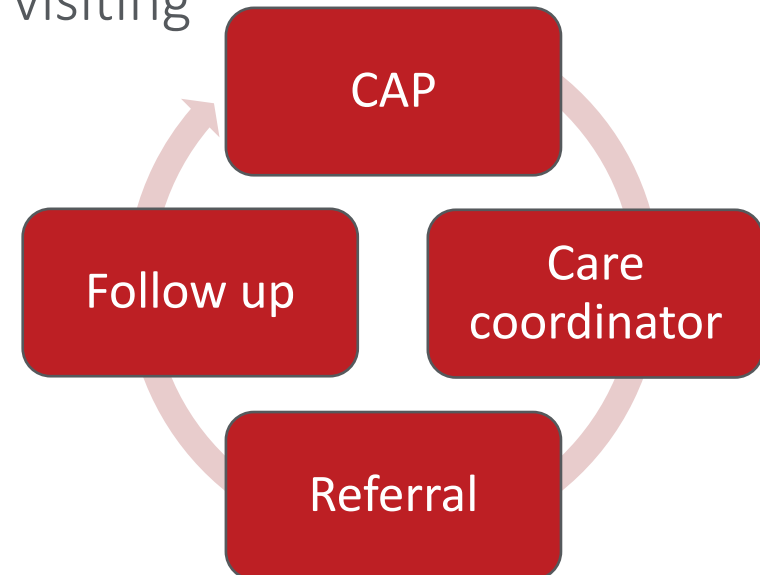 visiting
CAP
Care
coordinator
Referral
Follow up